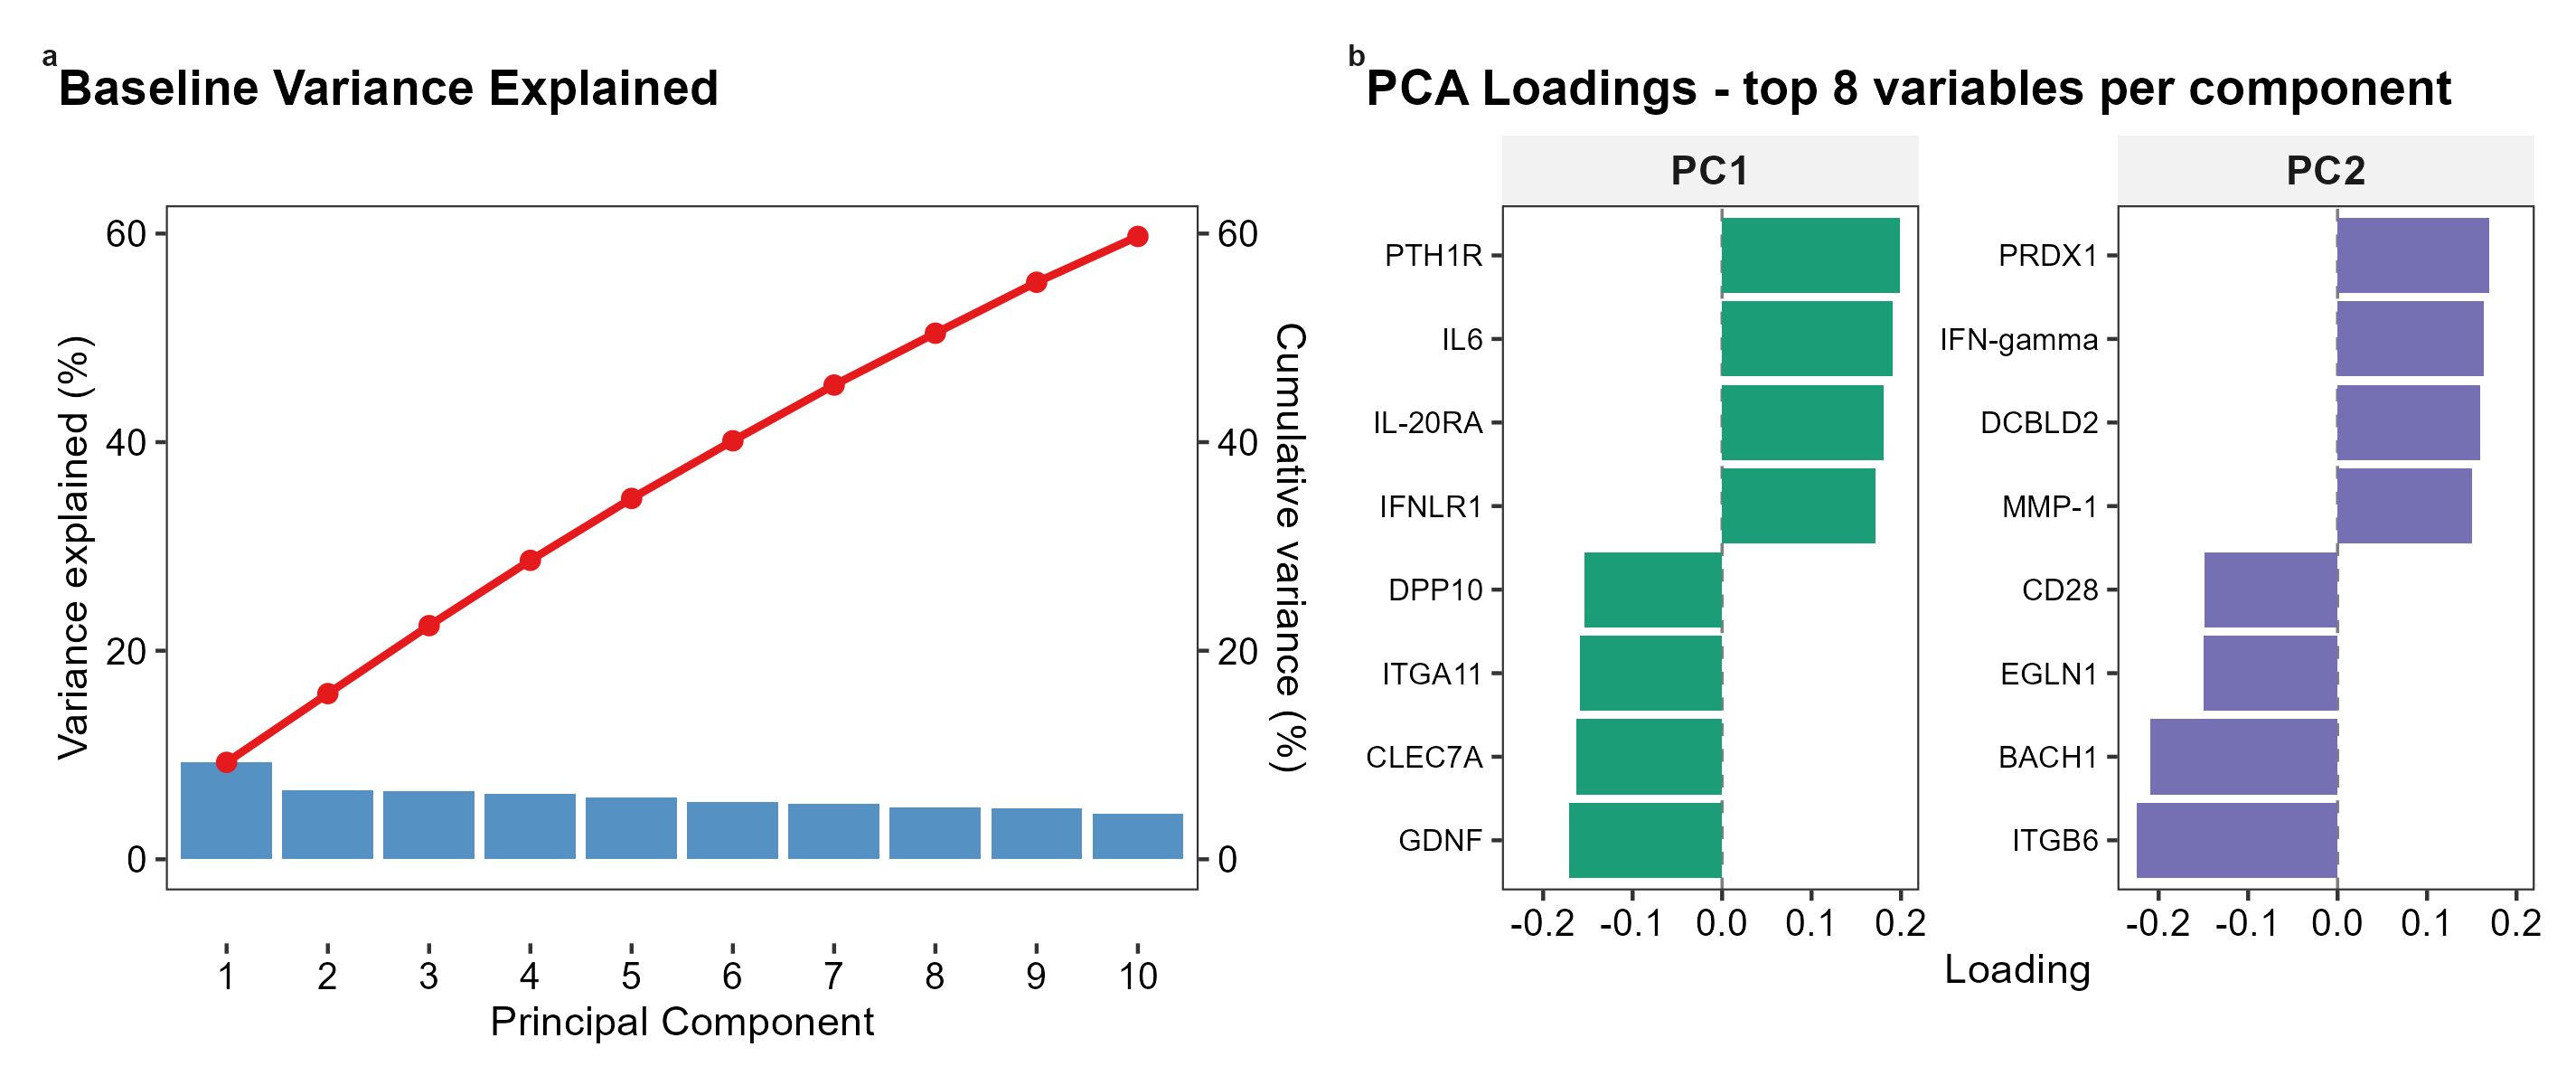 a
Baseline Variance Explained
Variance explained (%)
60
40
20
0
60
40
20
0
Cumulative variance (%)
1 2 3 4 5 6 7 8 9 10
Principal Component
b
PCA Loadings - top 8 variables per component
PC1
PTH1R
IL6
IL-20RA
IFNLR1
DPP10
ITGA11
CLEC7A
GDNF
-0.2 -0.1 0.0 0.1 0.2
PC2
PRDX1
IFN-gamma
DCBLD2
MMP-1
CD28
EGLN1
BACH1
ITGB6
-0.2 -0.1 0.0 0.1 0.2
Loading